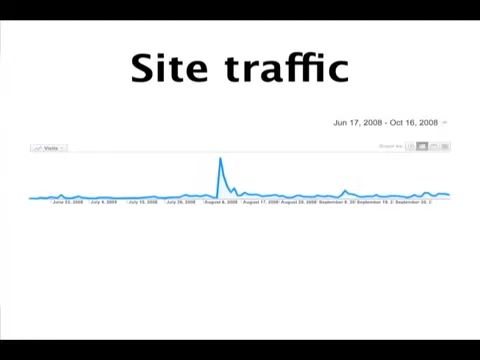 Site traffic
Jun 17, 2008 - Oct 16, 2008
Visits
Graph by:
June 23, 2008 July 4, 2008 July 15, 2008 July 26, 2008 August 6, 2008 August 17, 2008 August 28, 2008 September 8, 20 September 19, 2 September 30, 2